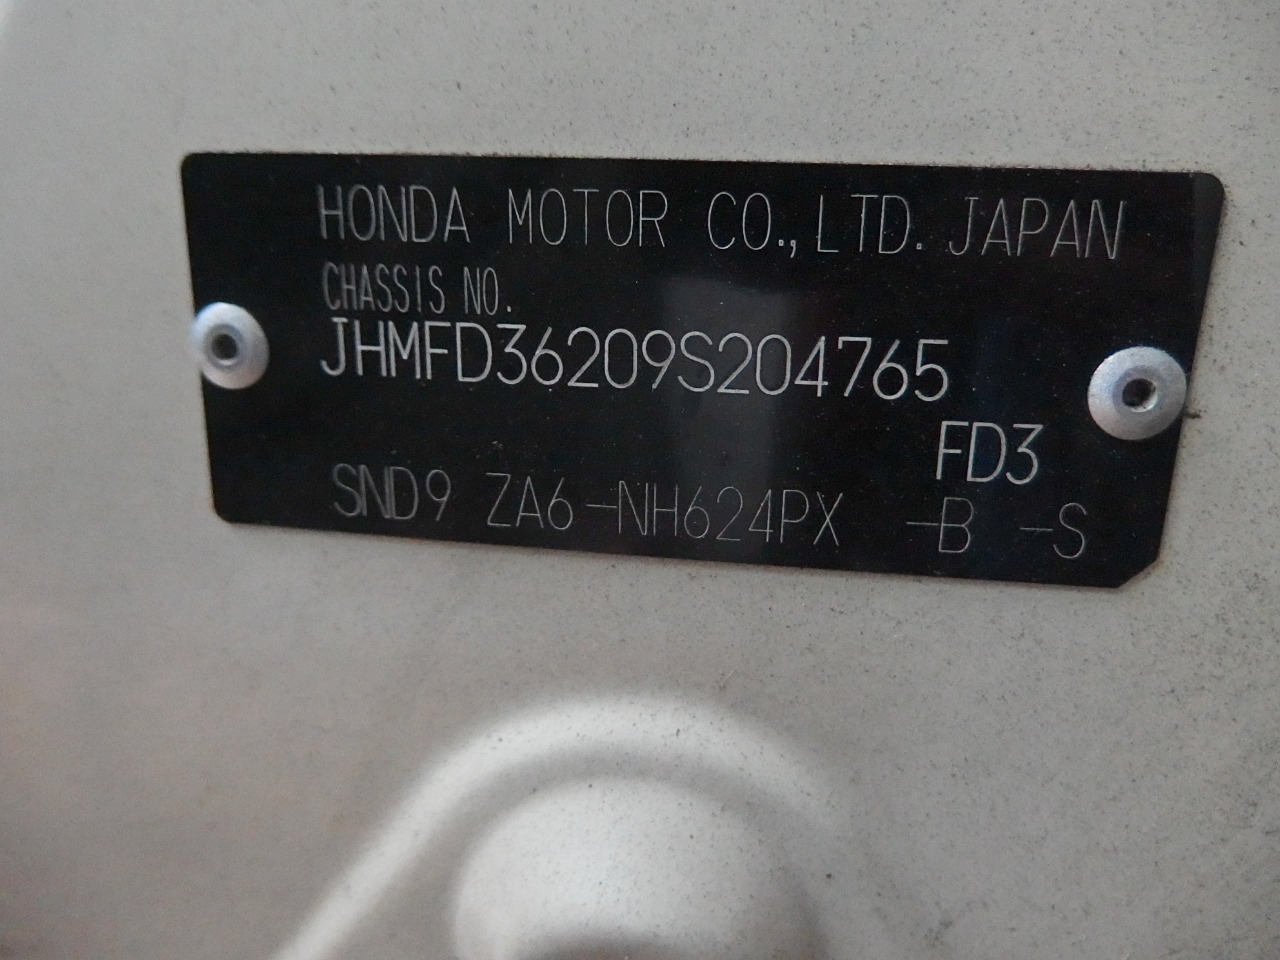 HONDA MOTOR CO., LTD. JAPAN
CHASSIS NO.
JHMFD36209S204765
FD3
SND9 ZA6-NH624PX -B -S